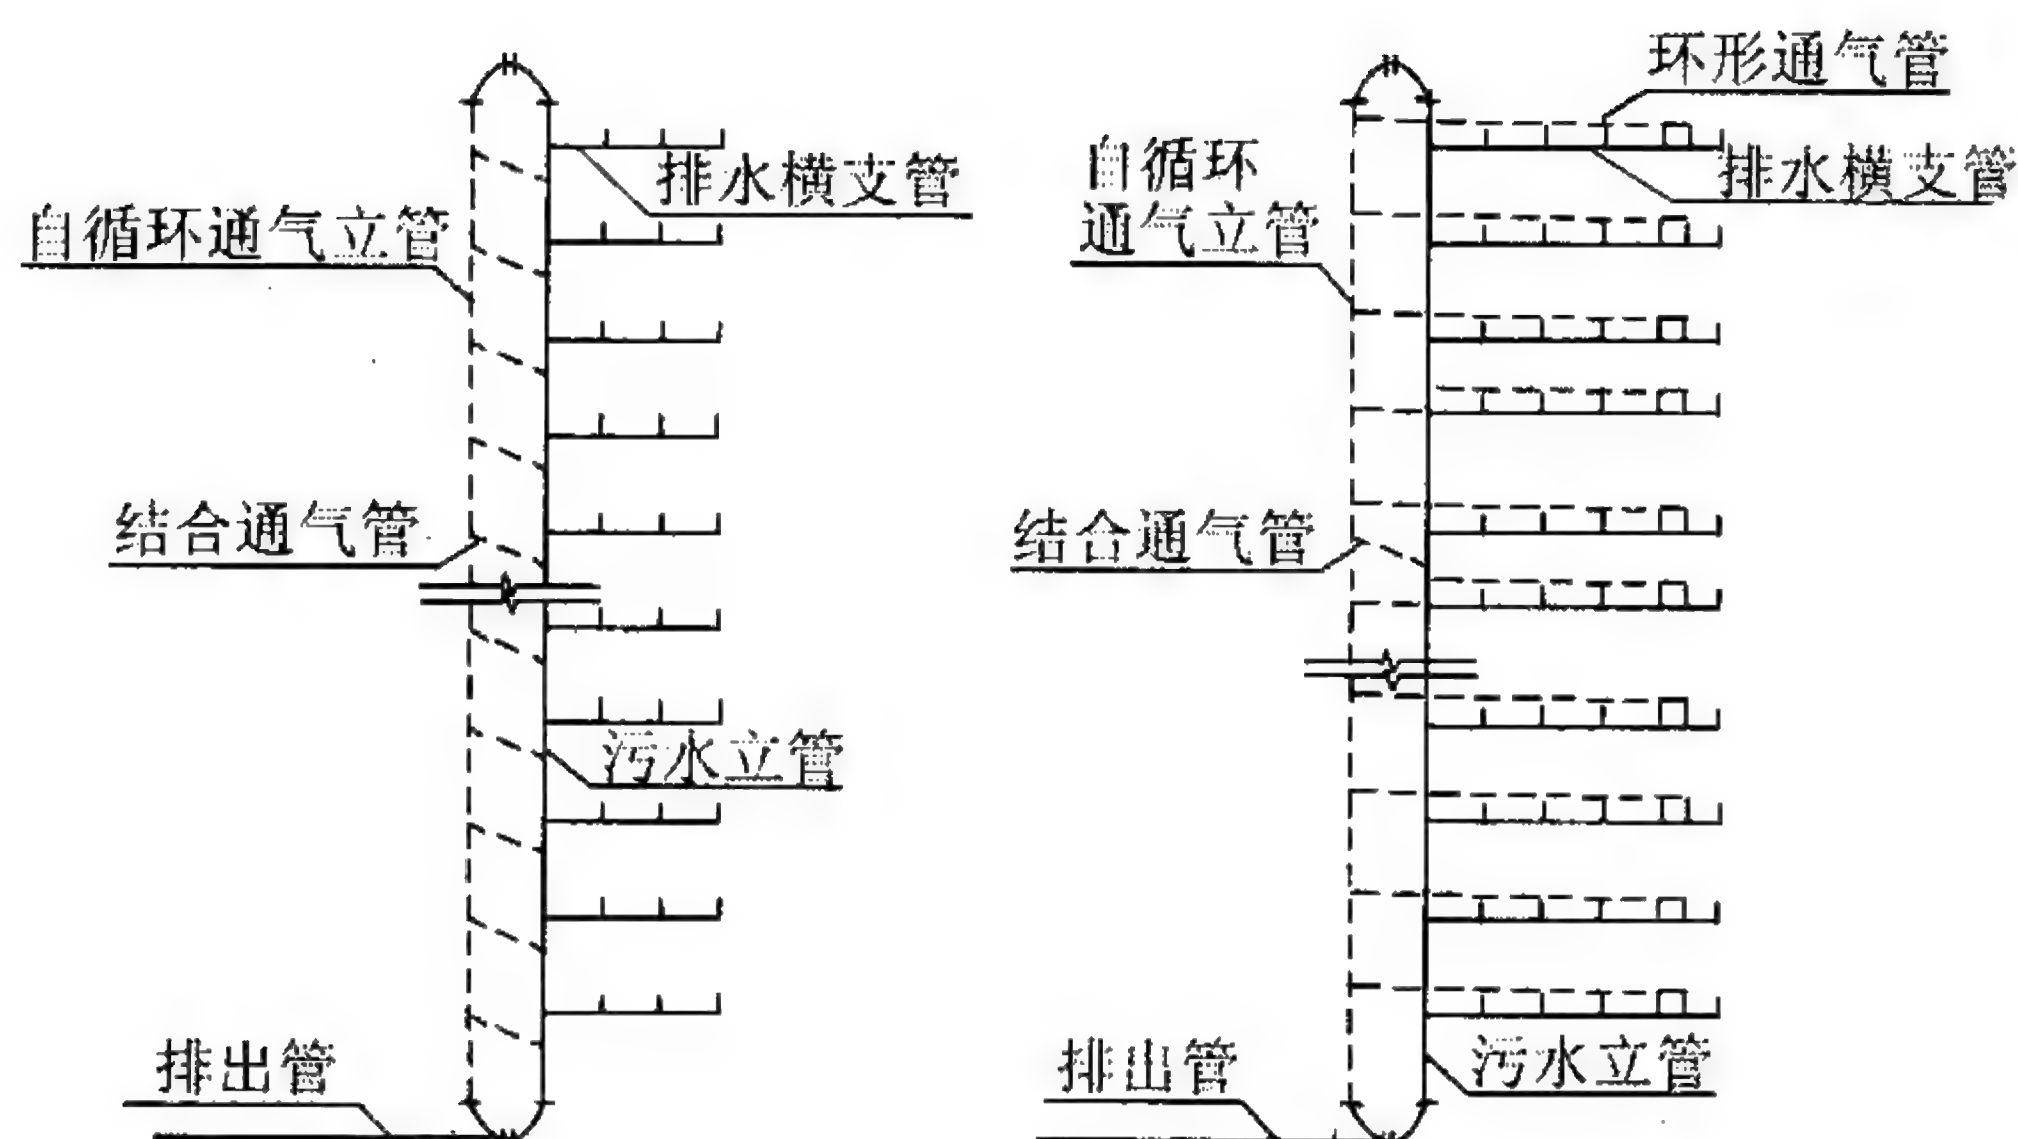 环形通气管
排水横支管
自循环通气立管
结合通气管
污水立管
排出管
自循环
通气立管
排水横支管
结合通气管
污水立管
排出管